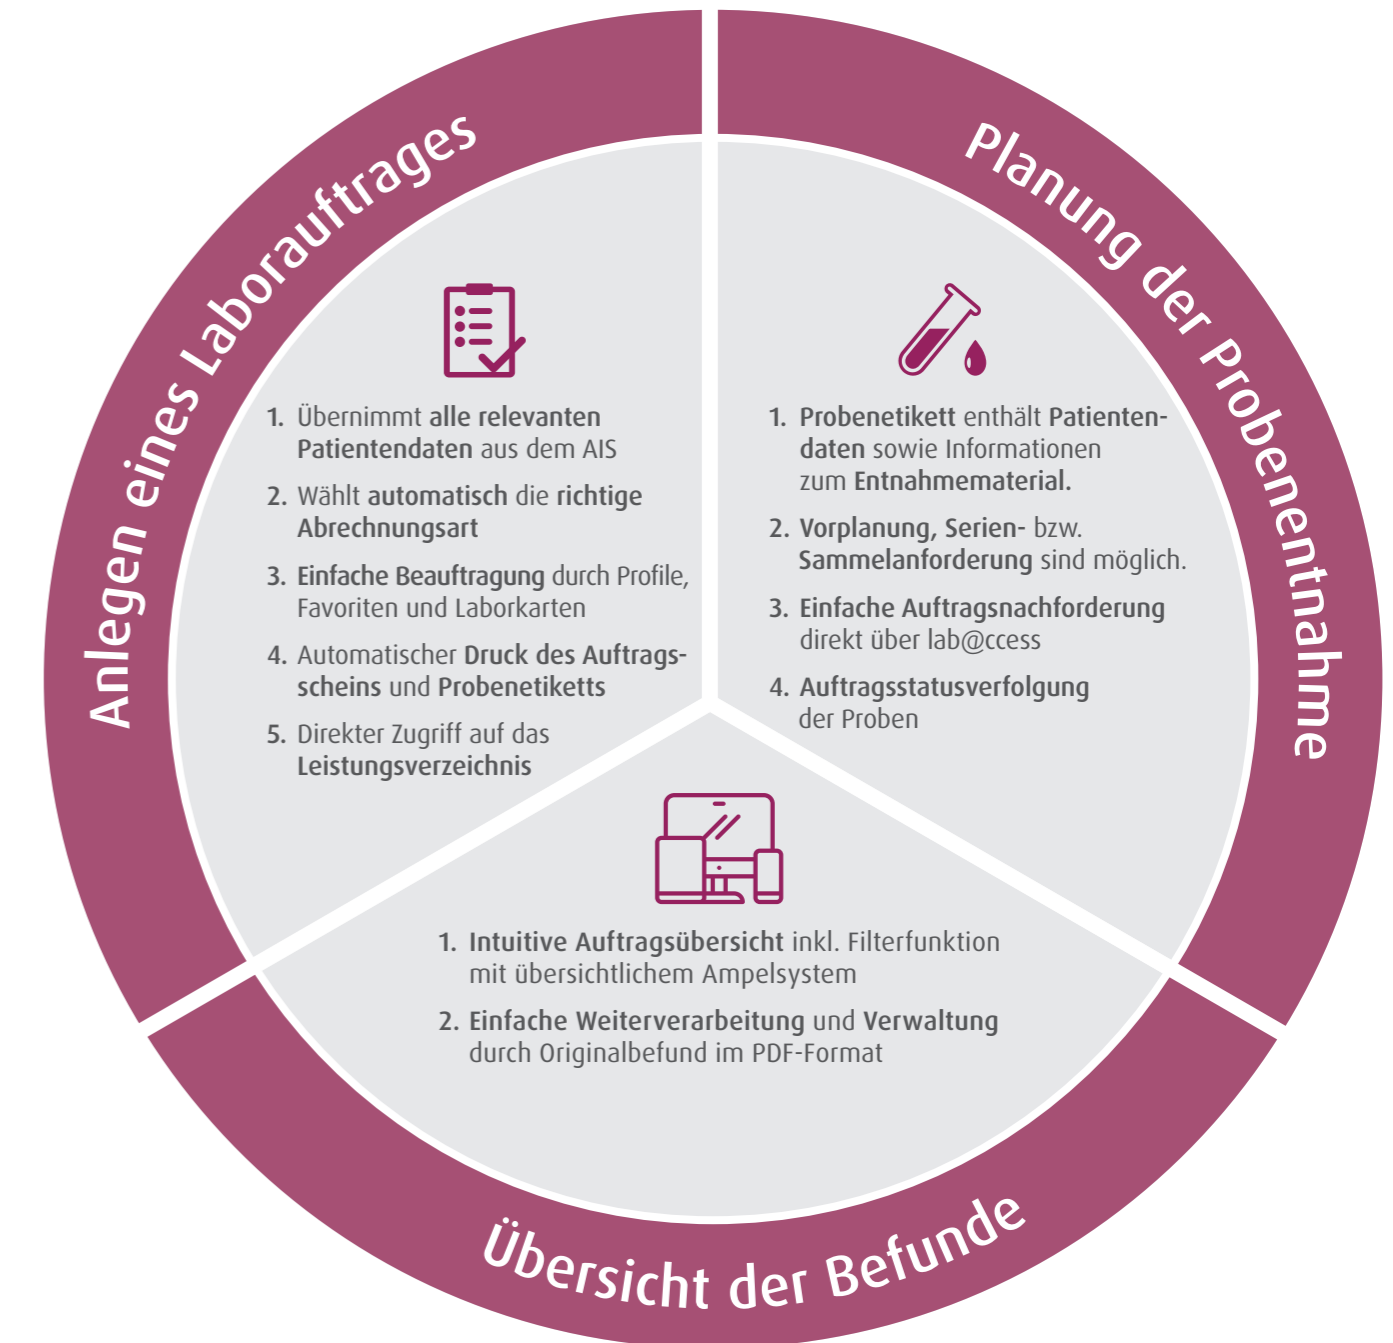 Anlegen eines Laborauftrages
1. Übernimmt alle relevanten
Patientendaten aus dem AIS
2. Wählt automatisch die richtige
Abrechnungsart
3. Einfache Beauftragung durch Profile,
Favoriten und Laborkarten
4. Automatischer Druck des Auftrags-
scheins und Probenetiketts
5. Direkter Zugriff auf das
Leistungsverzeichnis
Planung der Probenentnahme
1. Probenetikett enthält Patienten-
daten sowie Informationen
zum Entnahmematerial.
2. Vorplanung, Serien- bzw.
Sammelanforderung sind möglich.
3. Einfache Auftragsnachforderung
direkt über lab@ccess
4. Auftragsstatusverfolgung
der Proben
1. Intuitive Auftragsübersicht inkl. Filterfunktion
mit übersichtlichem Ampelsystem
2. Einfache Weiterverarbeitung und Verwaltung
durch Originalbefund im PDF-Format
Übersicht der Befunde